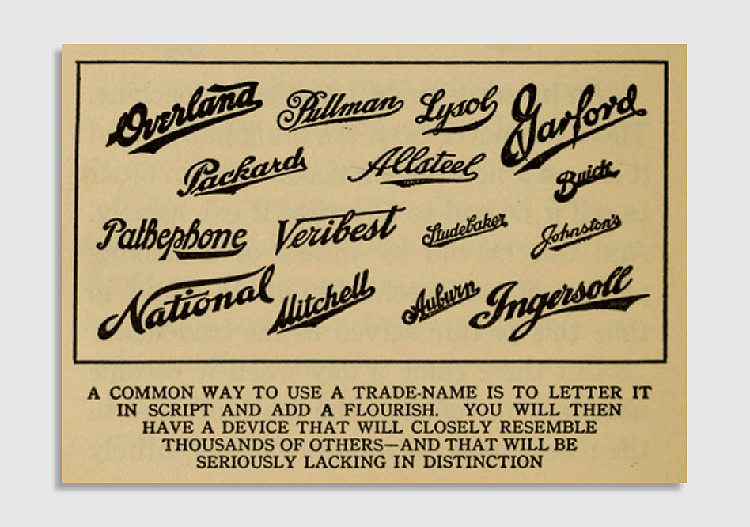 Overland Pullman Lysol Garford
Packard Allsteel Buick
Pathephone Veribest Studebaker Johnston's
National Mitchell Auburn Ingersoll
A COMMON WAY TO USE A TRADE-NAME IS TO LETTER IT
IN SCRIPT AND ADD A FLOURISH. YOU WILL THEN
HAVE A DEVICE THAT WILL CLOSELY RESEMBLE
THOUSANDS OF OTHERS—AND THAT WILL BE
SERIOUSLY LACKING IN DISTINCTION